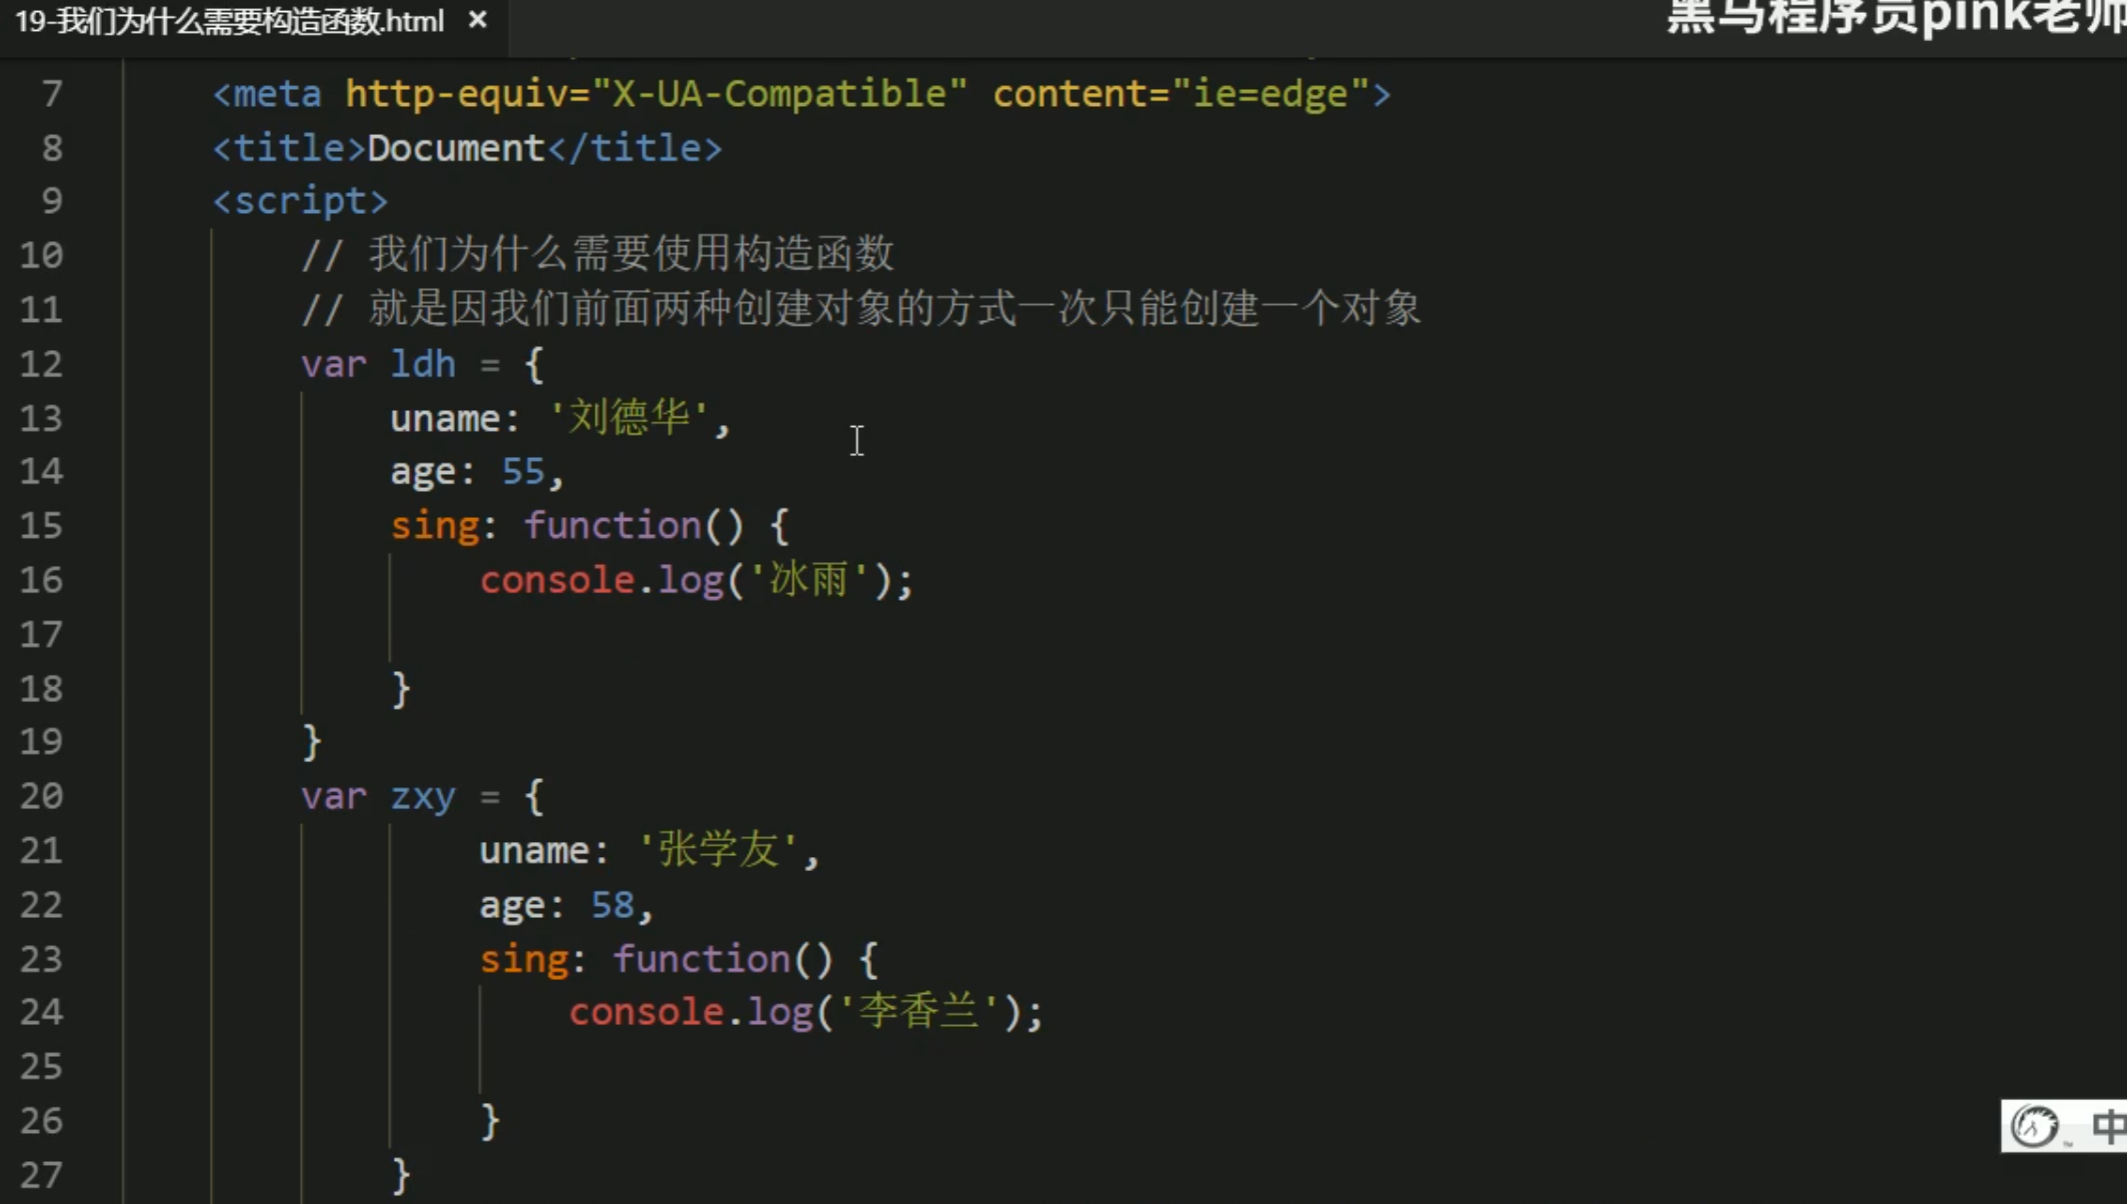 19-我们为什么需要构造函数.html ×
黑马程序员pink老师
7 <meta http-equiv="X-UA-Compatible" content="ie=edge">
8 <title>Document</title>
9 <script>
10 // 我们为什么需要使用构造函数
11 // 就是因我们前面两种创建对象的方式一次只能创建一个对象
12 var ldh = {
13 uname: '刘德华',
14 age: 55,
15 sing: function() {
16 console.log('冰雨');
17
18 }
19 }
20 var zxy = {
21 uname: '张学友',
22 age: 58,
23 sing: function() {
24 console.log('李香兰');
25
26 }
27 }
中